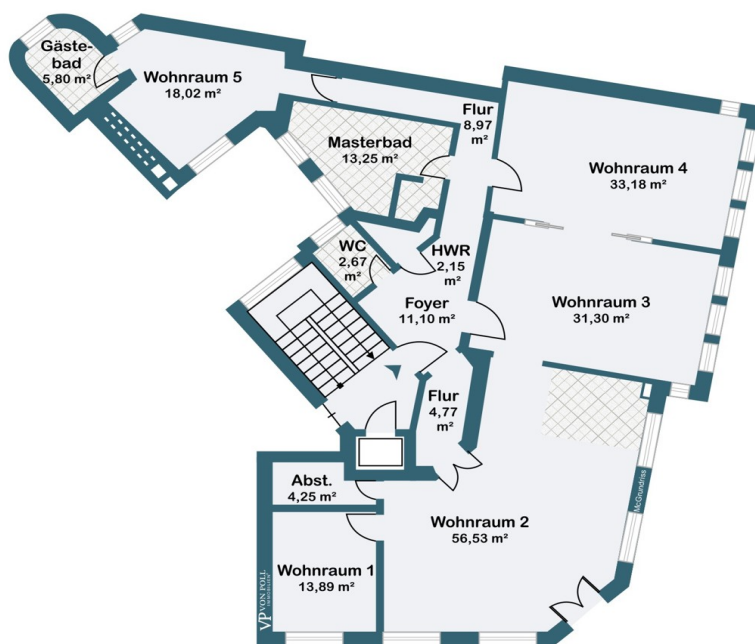 Gäste-
bad
5,80 m²
Wohnraum 5
18,02 m²
Flur
8,97
m²
Masterbad
13,25 m²
Wohnraum 4
33,18 m²
WC
2,67
m²
HWR
2,15
m²
Foyer
11,10 m²
Wohnraum 3
31,30 m²
Flur
4,77
m²
Abst.
4,25 m²
Wohnraum 2
56,53 m²
McGrundriss
Wohnraum 1
13,89 m²
VP VON POLL
IMMOBILIEN